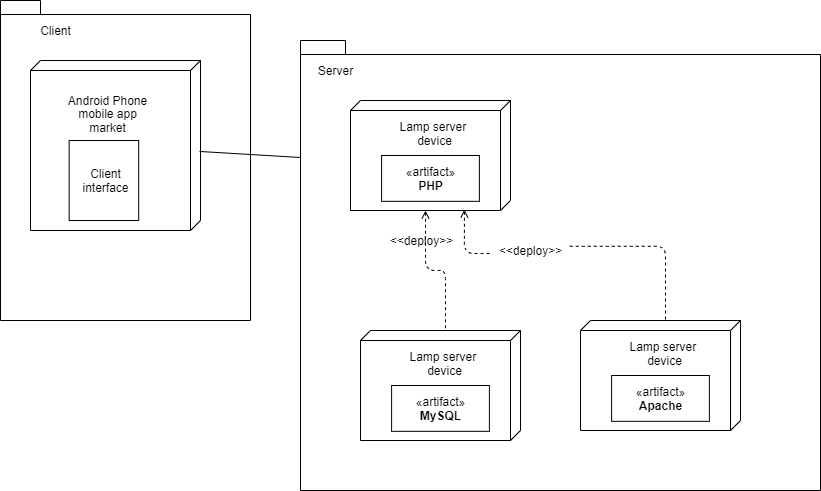 Client
Android Phone
mobile app
market
Client
interface
Server
Lamp server
device
«artifact»
PHP
<<deploy>>
<<deploy>>
Lamp server
device
«artifact»
MySQL
Lamp server
device
«artifact»
Apache